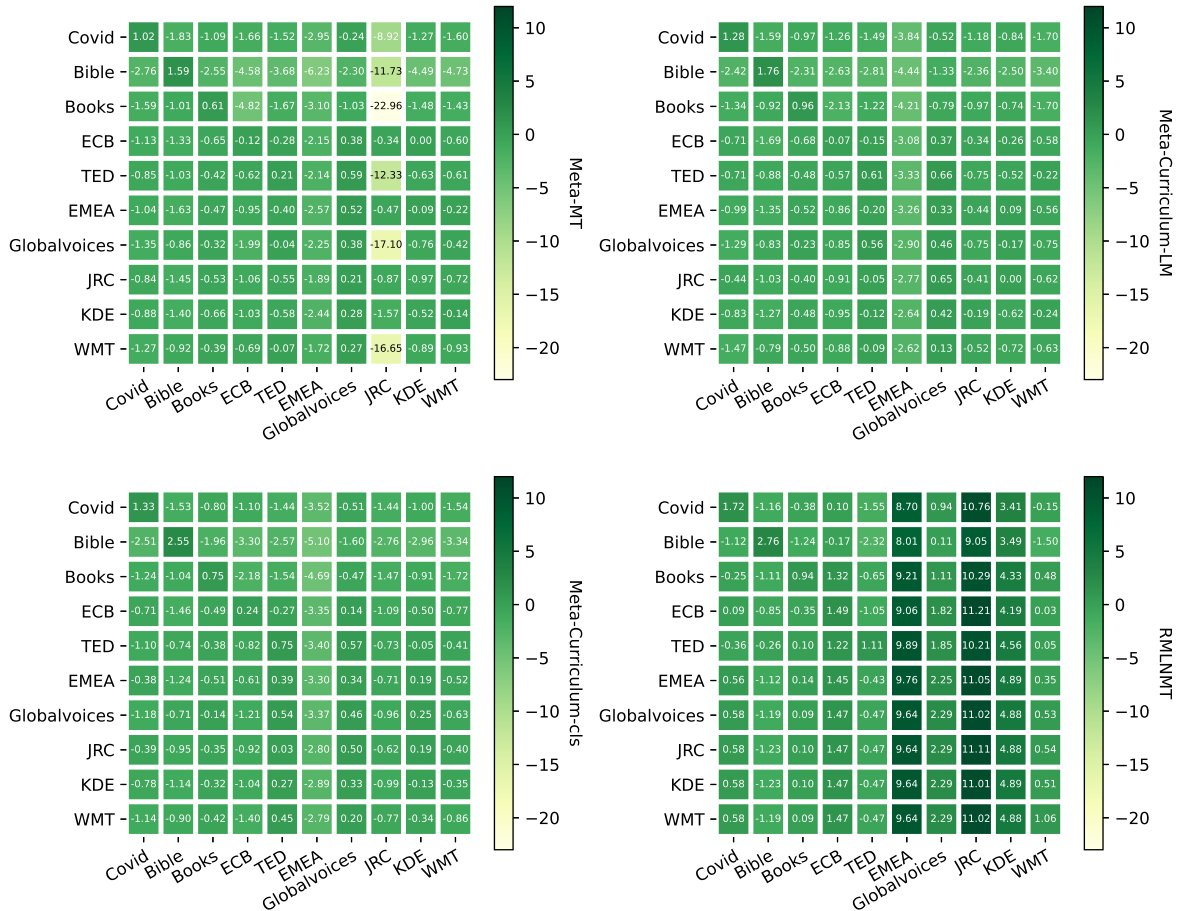 Covid -1.02 -1.83 -1.09 -1.66 -1.52 -2.95 -0.24 -8.92 -1.27 -1.60
Bible -2.76 1.59 -2.55 -4.58 -3.68 -6.23 -2.30 -11.73 -4.49 -4.73
Books -1.59 -1.01 0.61 -4.82 -1.67 -3.10 -1.03 -22.96 -1.48 -1.43
ECB -1.13 -1.33 -0.65 -0.12 -0.28 -2.15 0.38 -0.34 0.00 -0.60
TED -0.85 -1.03 -0.42 -0.62 0.21 -2.14 0.59 -12.33 -0.63 -0.61
EMEA -1.04 -1.63 -0.47 -0.95 -0.40 -2.57 0.52 -0.47 -0.09 -0.22
Globalvoices -1.35 -0.86 -0.32 -1.99 -0.04 -2.25 0.38 -17.10 -0.76 -0.42
JRC -0.84 -1.45 -0.53 -1.06 -0.55 -1.89 0.21 -0.87 -0.97 -0.72
KDE -0.88 -1.40 -0.66 -1.03 -0.58 -2.44 0.28 -1.57 -0.52 -0.14
WMT -1.27 -0.92 -0.39 -0.69 -0.07 -1.72 0.27 -16.65 -0.89 -0.93
Covid Bible Books ECB TED EMEA Globalvoices JRC KDE WMT
10
5
0
−5
−10
−15
−20
Meta-MT
Covid 1.28 -1.59 -0.97 -1.26 -1.49 -3.84 -0.52 -1.18 -0.84 -1.70
Bible -2.42 1.76 -2.31 -2.63 -2.81 -4.44 -1.33 -2.36 -2.50 -3.40
Books -1.34 -0.92 0.96 -2.13 -1.22 -4.21 -0.79 -0.97 -0.74 -1.70
ECB -0.71 -1.69 -0.68 -0.07 -0.15 -3.08 0.37 -0.34 -0.26 -0.58
TED -0.71 -0.88 -0.48 -0.57 0.61 -3.33 0.66 -0.75 -0.52 -0.22
EMEA -0.99 -1.35 -0.52 -0.86 -0.20 -3.26 0.33 -0.44 0.09 -0.56
Globalvoices -1.29 -0.83 -0.23 -0.85 0.56 -2.90 0.46 -0.75 -0.17 -0.75
JRC -0.44 -1.03 -0.40 -0.91 -0.05 -2.77 0.65 -0.41 0.00 -0.62
KDE -0.83 -1.27 -0.48 -0.95 -0.12 -2.64 0.42 -0.19 -0.62 -0.24
WMT -1.47 -0.79 -0.50 -0.88 -0.09 -2.62 0.13 -0.52 -0.72 -0.63
Covid Bible Books ECB TED EMEA Globalvoices JRC KDE WMT
10
5
0
−5
−10
−15
−20
Meta-Curriculum-LM
Covid 1.33 -1.53 -0.80 -1.10 -1.44 -3.52 -0.51 -1.44 -1.00 -1.54
Bible -2.51 2.55 -1.96 -3.30 -2.57 -5.10 -1.60 -2.76 -2.96 -3.34
Books -1.24 -1.04 0.75 -2.18 -1.54 -4.69 -0.47 -1.47 -0.91 -1.72
ECB -0.71 -1.46 -0.49 0.24 -0.27 -3.35 0.14 -1.09 -0.50 -0.77
TED -1.10 -0.74 -0.38 -0.82 0.75 -3.40 0.57 -0.73 -0.05 -0.41
EMEA -0.38 -1.24 -0.51 -0.61 0.39 -3.30 0.34 -0.71 0.19 -0.52
Globalvoices -1.18 -0.71 -0.14 -1.21 0.54 -3.37 0.46 -0.96 0.25 -0.63
JRC -0.39 -0.95 -0.35 -0.92 0.03 -2.80 0.50 -0.62 0.19 -0.40
KDE -0.78 -1.14 -0.32 -1.04 0.27 -2.89 0.33 -0.99 -0.13 -0.35
WMT -1.14 -0.90 -0.42 -1.40 0.45 -2.79 0.20 -0.77 -0.34 -0.86
Covid Bible Books ECB TED EMEA Globalvoices JRC KDE WMT
10
5
0
−5
−10
−15
−20
Meta-Curriculum-cls
Covid 1.72 -1.16 -0.38 0.10 -1.55 8.70 0.94 10.76 3.41 -0.15
Bible -1.12 2.76 -1.24 -0.17 -2.32 8.01 0.11 9.05 3.49 -1.50
Books -0.25 -1.11 0.94 1.32 -0.65 9.21 1.11 10.29 4.33 0.48
ECB 0.09 -0.85 -0.35 1.49 -1.05 9.06 1.82 11.21 4.19 0.03
TED -0.36 -0.26 0.10 1.22 1.11 9.89 1.85 10.21 4.56 0.05
EMEA 0.56 -1.12 0.14 1.45 -0.43 9.76 2.25 11.05 4.89 0.35
Globalvoices 0.58 -1.19 0.09 1.47 -0.47 9.64 2.29 11.02 4.88 0.53
JRC 0.58 -1.23 0.10 1.47 -0.47 9.64 2.29 11.11 4.88 0.54
KDE 0.58 -1.23 0.10 1.47 -0.47 9.64 2.29 11.01 4.89 0.51
WMT 0.58 -1.19 0.09 1.47 -0.47 9.64 2.29 11.02 4.88 1.06
Covid Bible Books ECB TED EMEA Globalvoices JRC KDE WMT
10
5
0
−5
−10
−15
−20
RMLNMT